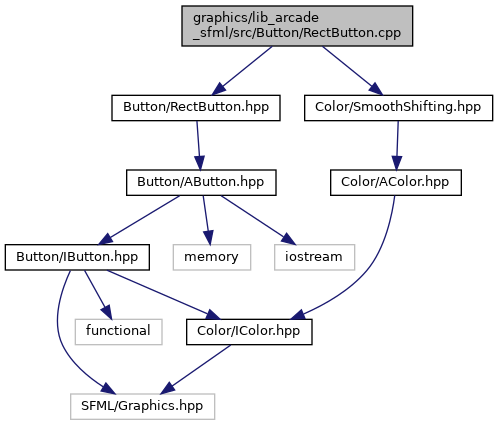 graphics/lib_arcade
_sfml/src/Button/RectButton.cpp
Button/RectButton.hpp
Color/SmoothShifting.hpp
Button/AButton.hpp
Color/AColor.hpp
Button/IButton.hpp
memory
iostream
functional
Color/IColor.hpp
SFML/Graphics.hpp